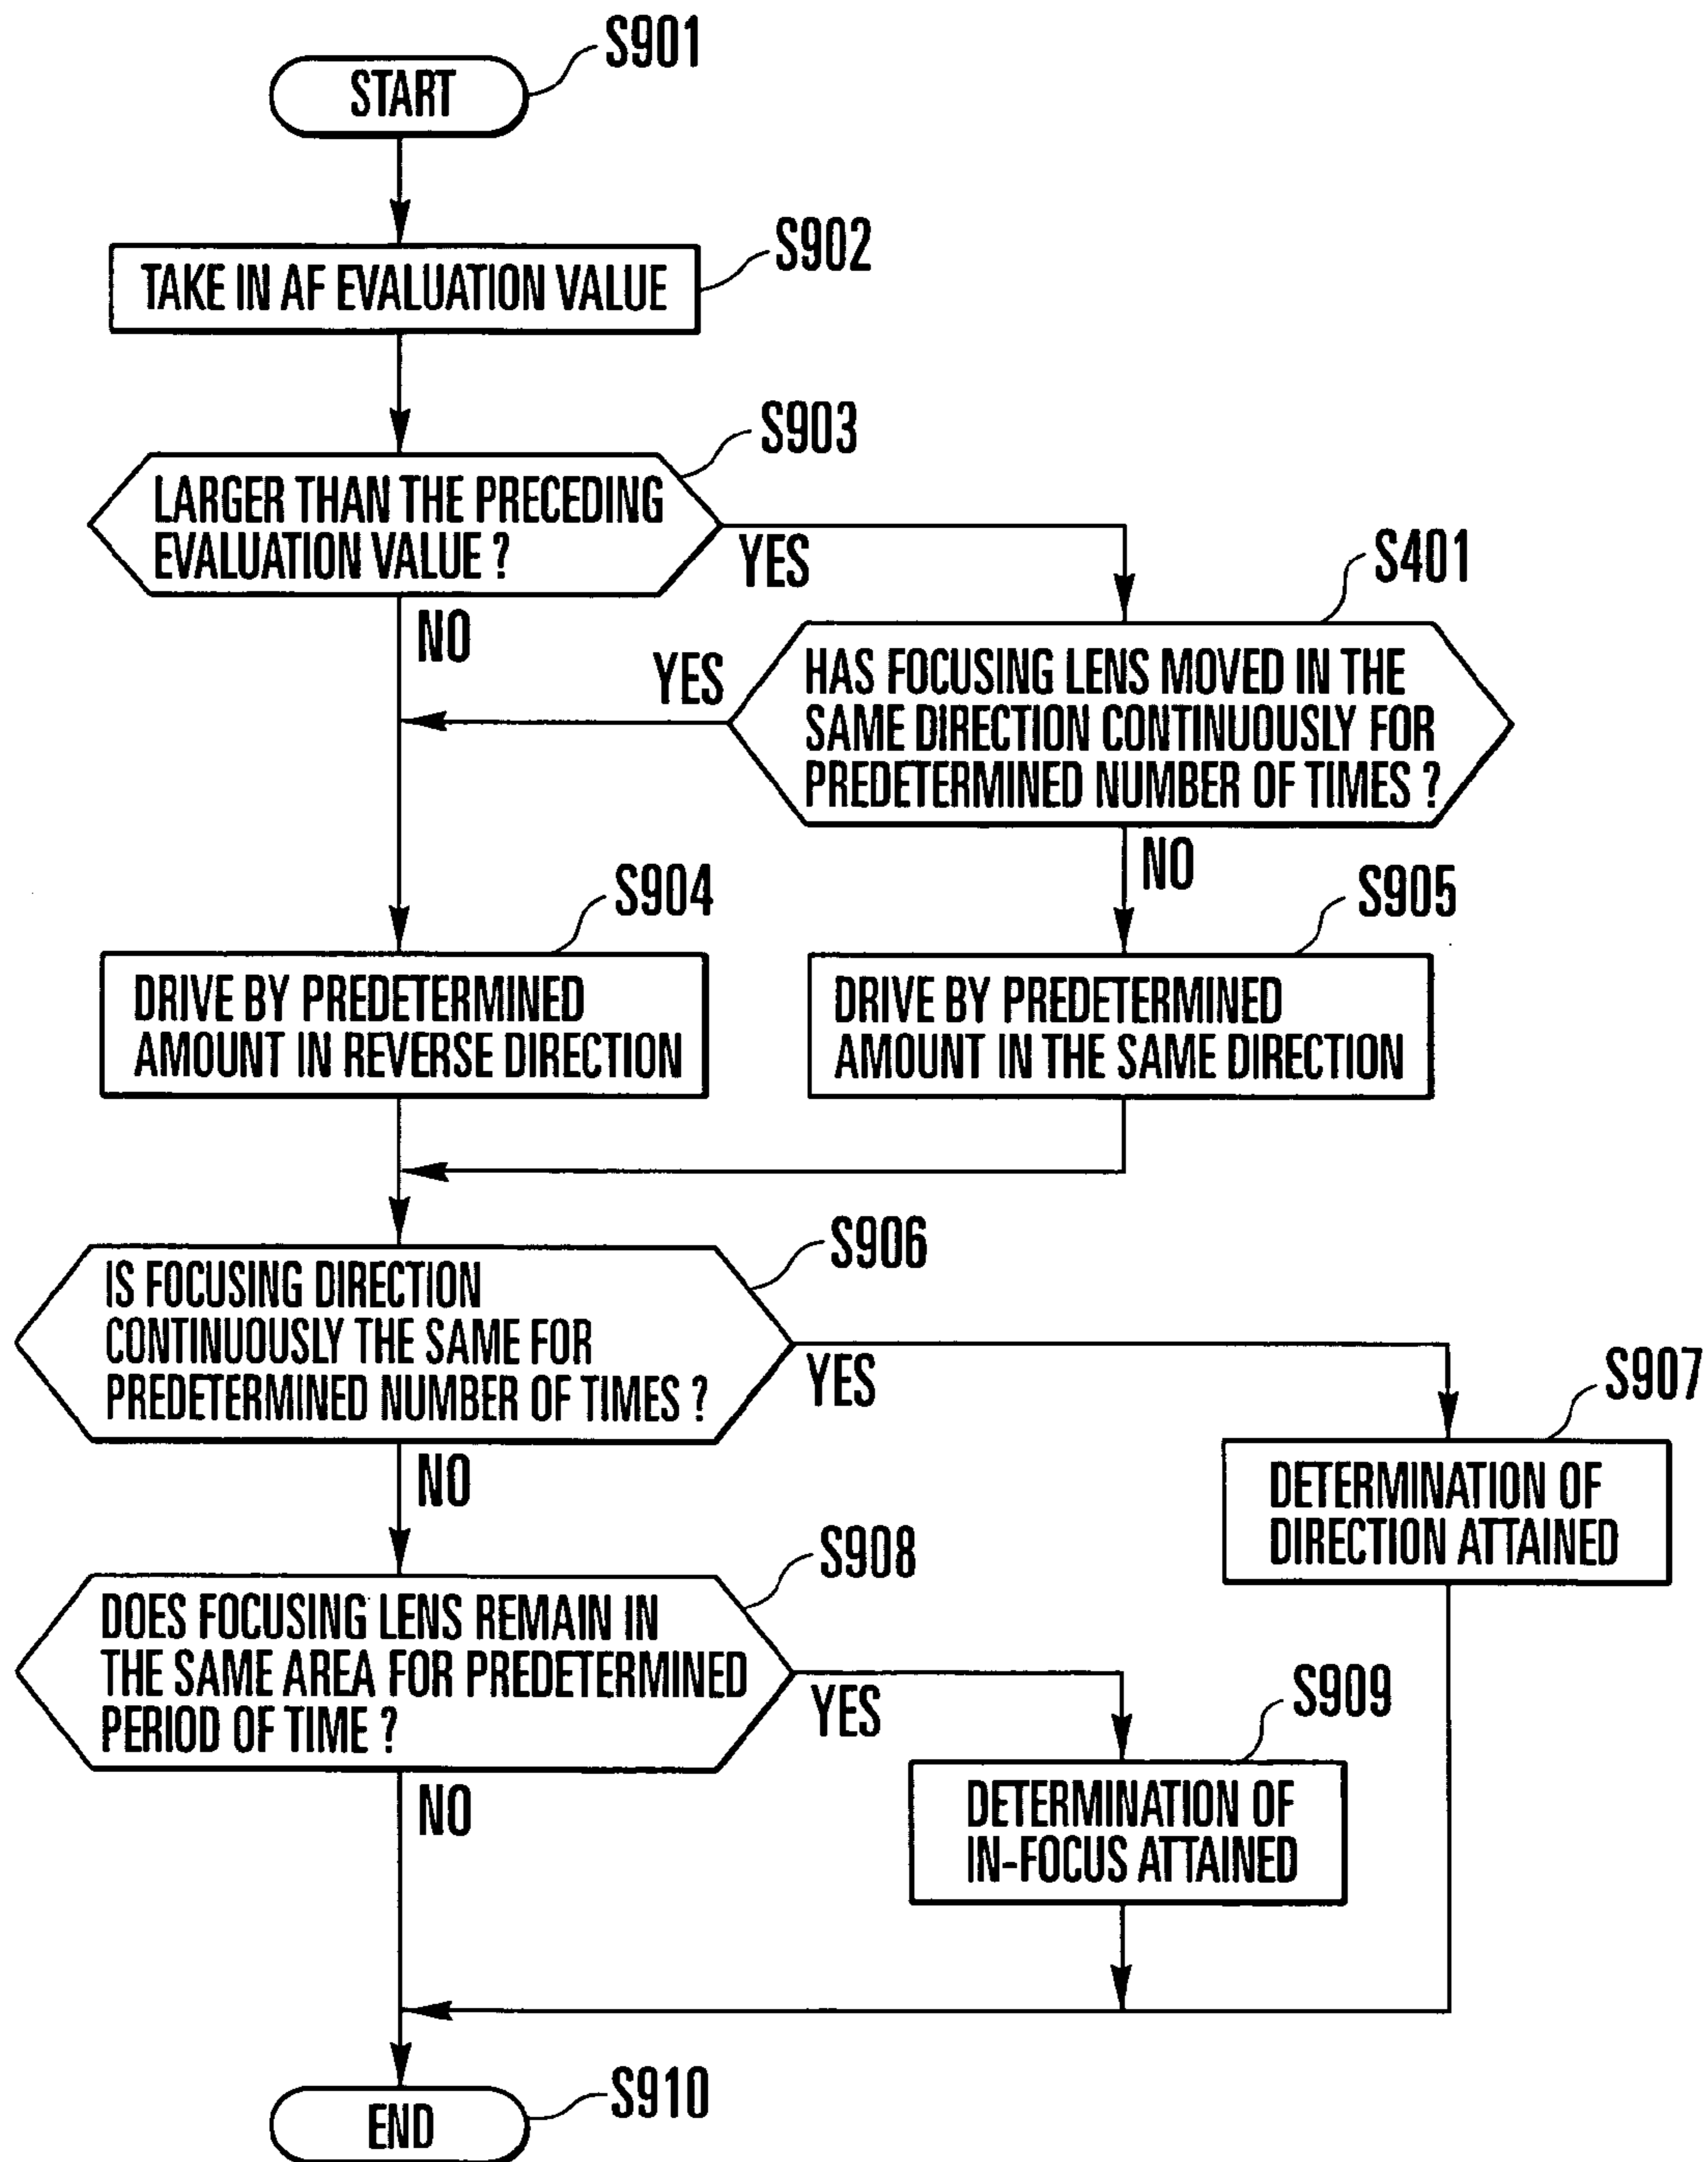 S901
START
S902
TAKE IN AF EVALUATION VALUE
S903
LARGER THAN THE PRECEDING
EVALUATION VALUE ?
YES
NO
S401
HAS FOCUSING LENS MOVED IN THE
SAME DIRECTION CONTINUOUSLY FOR
PREDETERMINED NUMBER OF TIMES ?
YES
NO
S904
DRIVE BY PREDETERMINED
AMOUNT IN REVERSE DIRECTION
S905
DRIVE BY PREDETERMINED
AMOUNT IN THE SAME DIRECTION
S906
IS FOCUSING DIRECTION
CONTINUOUSLY THE SAME FOR
PREDETERMINED NUMBER OF TIMES ?
YES
NO
S907
DETERMINATION OF
DIRECTION ATTAINED
S908
DOES FOCUSING LENS REMAIN IN
THE SAME AREA FOR PREDETERMINED
PERIOD OF TIME ?
YES
NO
S909
DETERMINATION OF
IN-FOCUS ATTAINED
S910
END